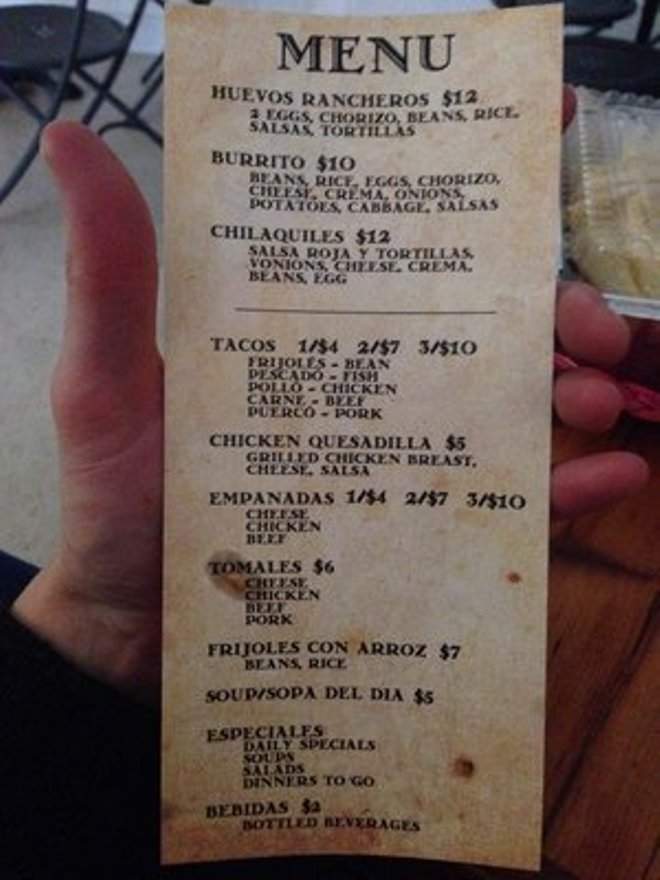 MENU
HUEVOS RANCHEROS $12
2 EGGS, CHORIZO, BEANS, RICE,
SALSAS, TORTILLAS
BURRITO $10
BEANS, RICE, EGGS, CHORIZO,
CHEESE, CREMA, ONIONS,
POTATOES, CABBAGE, SALSAS
CHILAQUILES $12
SALSA ROJA Y TORTILLAS,
VONIONS, CHEESE, CREMA,
BEANS, EGG
TACOS 1/$4 2/$7 3/$10
FRIJOLES - BEAN
PESCADO - FISH
POLLO - CHICKEN
CARNE - BEEF
PUERCO - PORK
CHICKEN QUESADILLA $5
GRILLED CHICKEN BREAST,
CHEESE, SALSA
EMPANADAS 1/$4 2/$7 3/$10
CHEESE
CHICKEN
BEEF
TOMALES $6
CHEESE
CHICKEN
BEEF
PORK
FRIJOLES CON ARROZ $7
BEANS, RICE
SOUP/SOPA DEL DIA $5
ESPECIALES
DAILY SPECIALS
SOUPS
SALADS
DINNERS TO GO
BEBIDAS $2
BOTTLED BEVERAGES